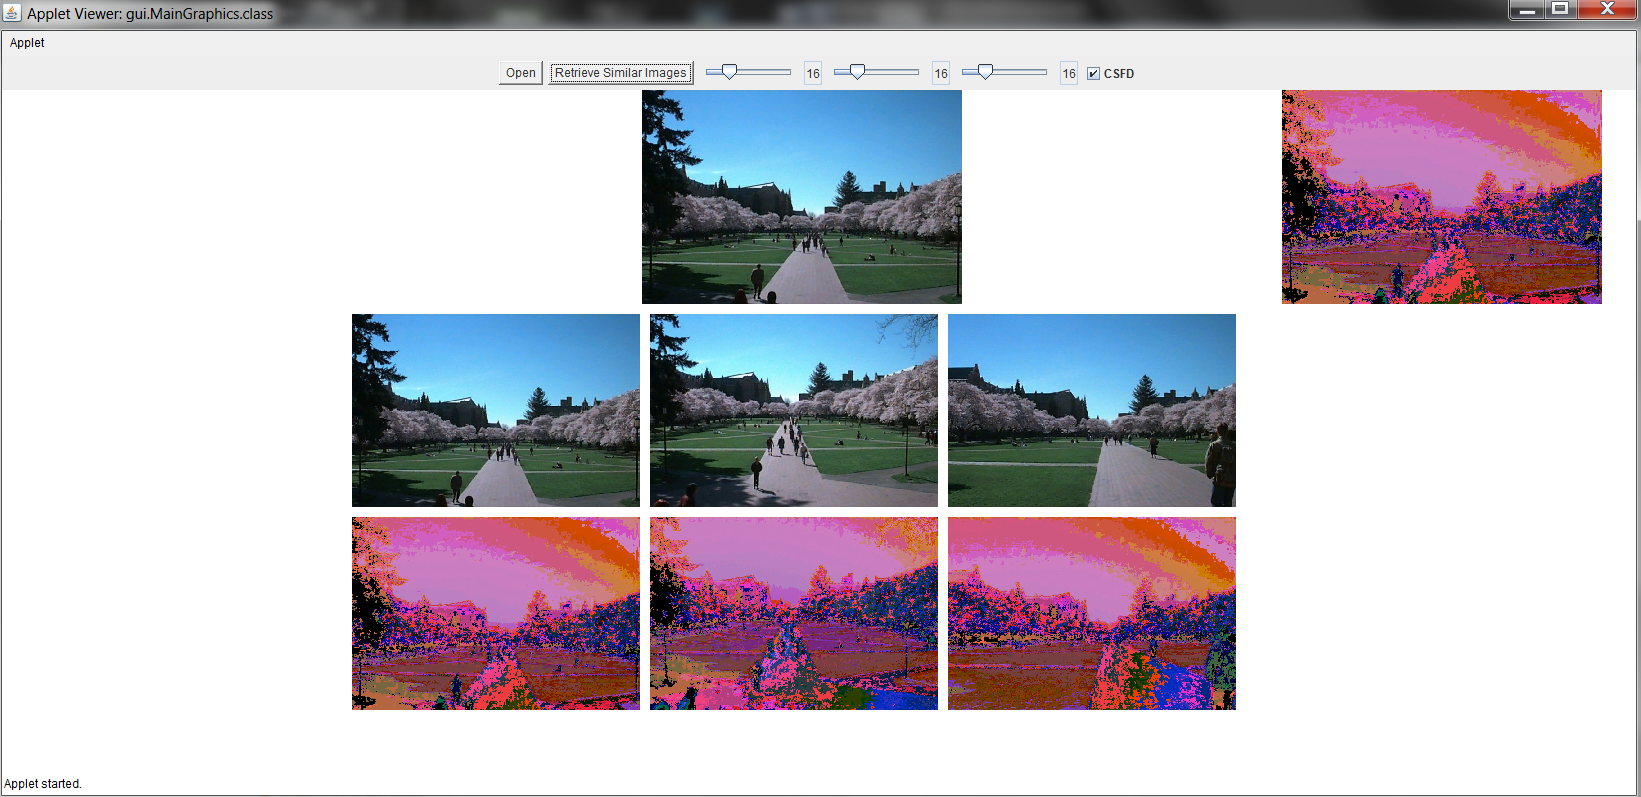 Applet Viewer: gui.MainGraphics.class
Applet
Open Retrieve Similar Images 16 16 16 CSFD
Applet started.